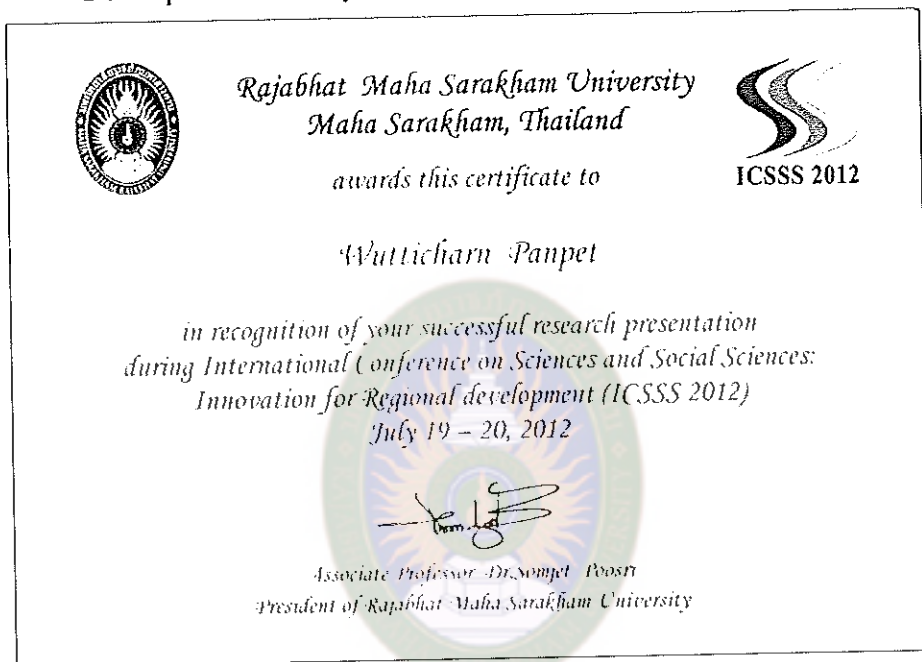 Rajabhat Maha Sarakham University
Maha Sarakham, Thailand
ICSSS 2012
awards this certificate to
Wutticharn Panpet
in recognition of your successful research presentation
during International Conference on Sciences and Social Sciences:
Innovation for Regional development (ICSSS 2012)
July 19 – 20, 2012
Associate Professor Dr.Somjet Poosri
President of Rajabhat Maha Sarakham University